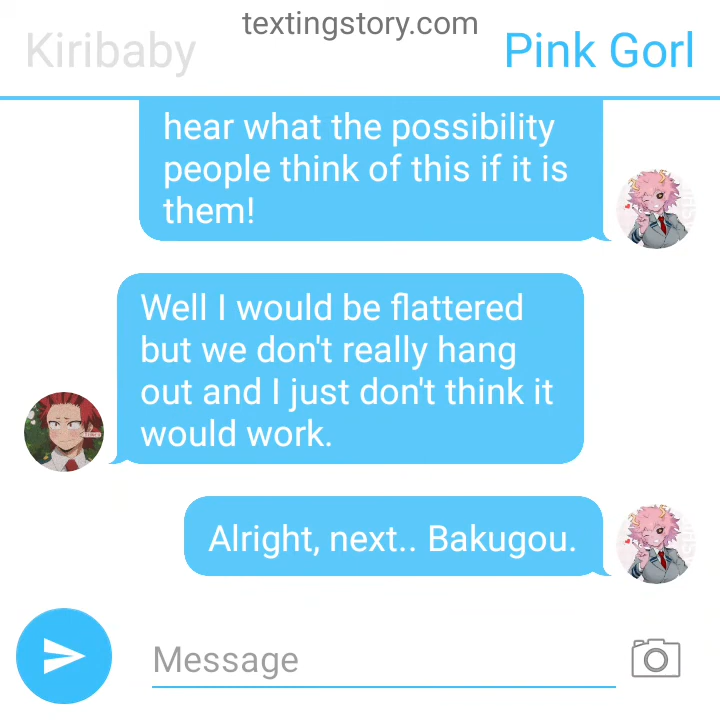 textingstory.com
Kiribaby
Pink Gorl
hear what the possibility
people think of this if it is
them!
Well I would be flattered
but we don't really hang
out and I just don't think it
would work.
Alright, next.. Bakugou.
Message